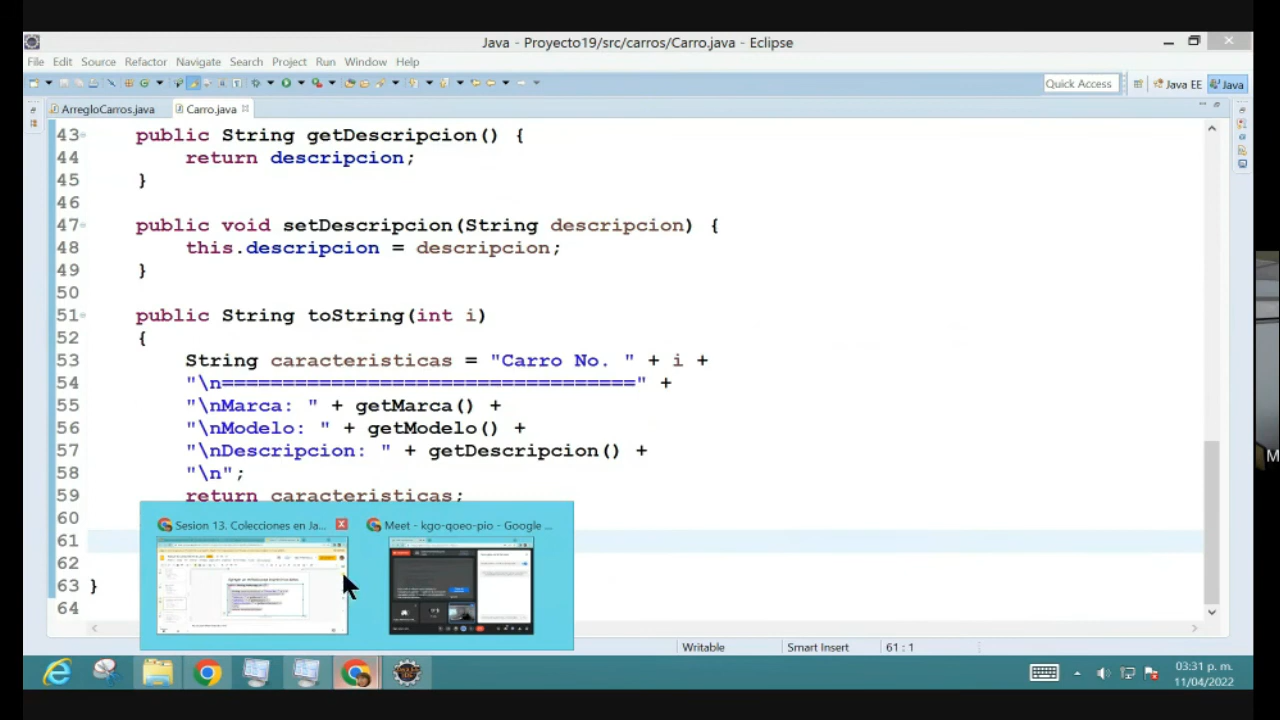 Java - Proyecto19/src/carros/Carro.java - Eclipse
File Edit Source Refactor Navigate Search Project Run Window Help
Quick Access Java EE Java
ArregloCarros.java Carro.java
43 public String getDescripcion() {
44 return descripcion;
45 }
46
47 public void setDescripcion(String descripcion) {
48 this.descripcion = descripcion;
49 }
50
51 public String toString(int i)
52 {
53 String caracteristicas = "Carro No. " + i +
54 "\n==================================" +
55 "\nMarca: " + getMarca() +
56 "\nModelo: " + getModelo() +
57 "\nDescripcion: " + getDescripcion() +
58 "\n";
59 return caracteristicas;
60
61
62
63 }
64
Sesion 13. Colecciones en Ja...
Meet - kgo-qoeo-pio - Google ...
Writable Smart Insert 61 : 1
03:31 p. m.
11/04/2022
M